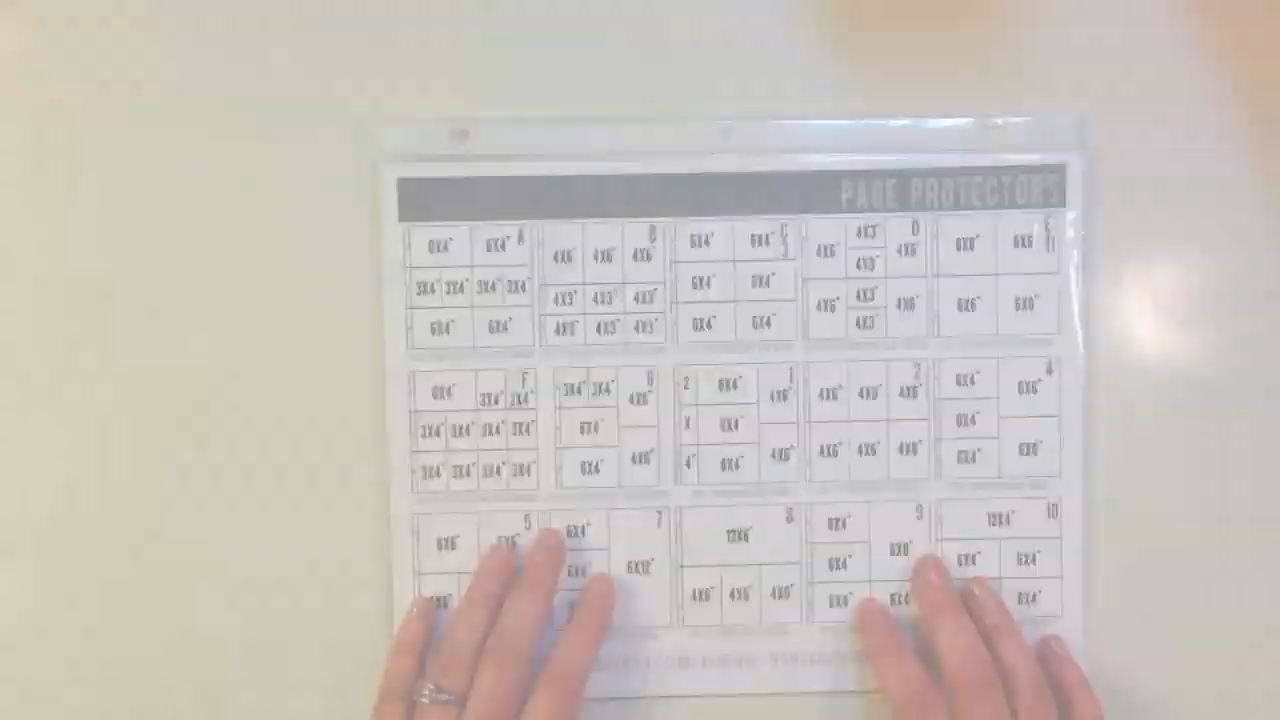 PAGE PROTECTORS
6X4" 6X4" A
3X4" 3X4" 3X4" 3X4"
6X4" 6X4"
4X6" 4X6" 4X6" B
4X3" 4X3" 4X3"
4X3" 4X3" 4X3"
6X4" 6X4" C
6X4" 6X4"
6X4" 6X4"
4X6" 4X3" 4X6" D
4X3"
4X6" 4X3" 4X6"
4X3"
6X6" 6X6" E
6X6" 6X6"
6X4" 3X4" 3X4" F
3X4" 3X4" 3X4" 3X4"
3X4" 3X4" 3X4" 3X4"
3X4" 3X4" 4X6" G
6X4"
6X4" 4X6"
2 6X4" 4X6" 1
X 6X4"
4" 6X4" 4X6"
4X6" 4X6" 4X6" 2
4X6" 4X6" 4X6"
6X4" 6X6" 4
6X4"
6X4" 6X6"
6X6" 6X6" 5
6X4" 6X12" 7
12X6" 8
4X6" 4X6" 4X6"
6X4" 6X8" 9
6X4"
6X4" 6X4"
12X4" 10
6X4" 6X4"
6X4"